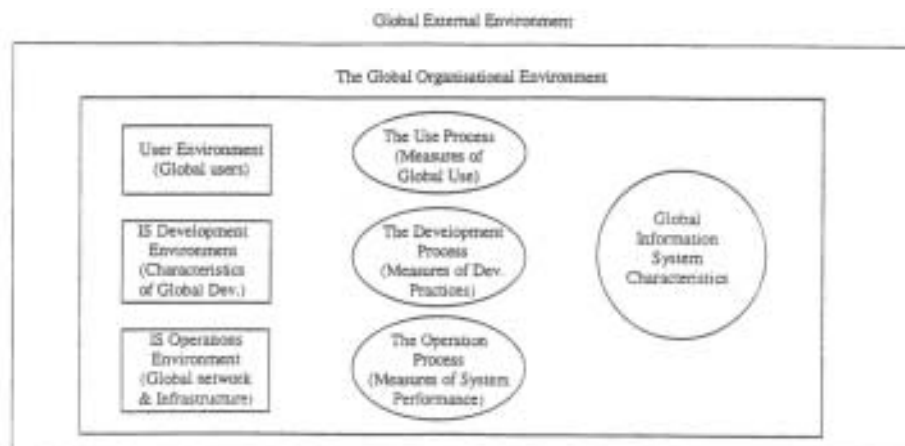 Global External Environment
The Global Organisational Environment
User Environment
(Global users)
The Use Process
(Measures of
Global Use)
IS Development
Environment
(Characteristics
of Global Dev.)
The Development
Process
(Measures of Dev.
Practices)
Global
Information
System
Characteristics
IS Operations
Environment
(Global network
& Infrastructure)
The Operation
Process
(Measures of System
Performance)